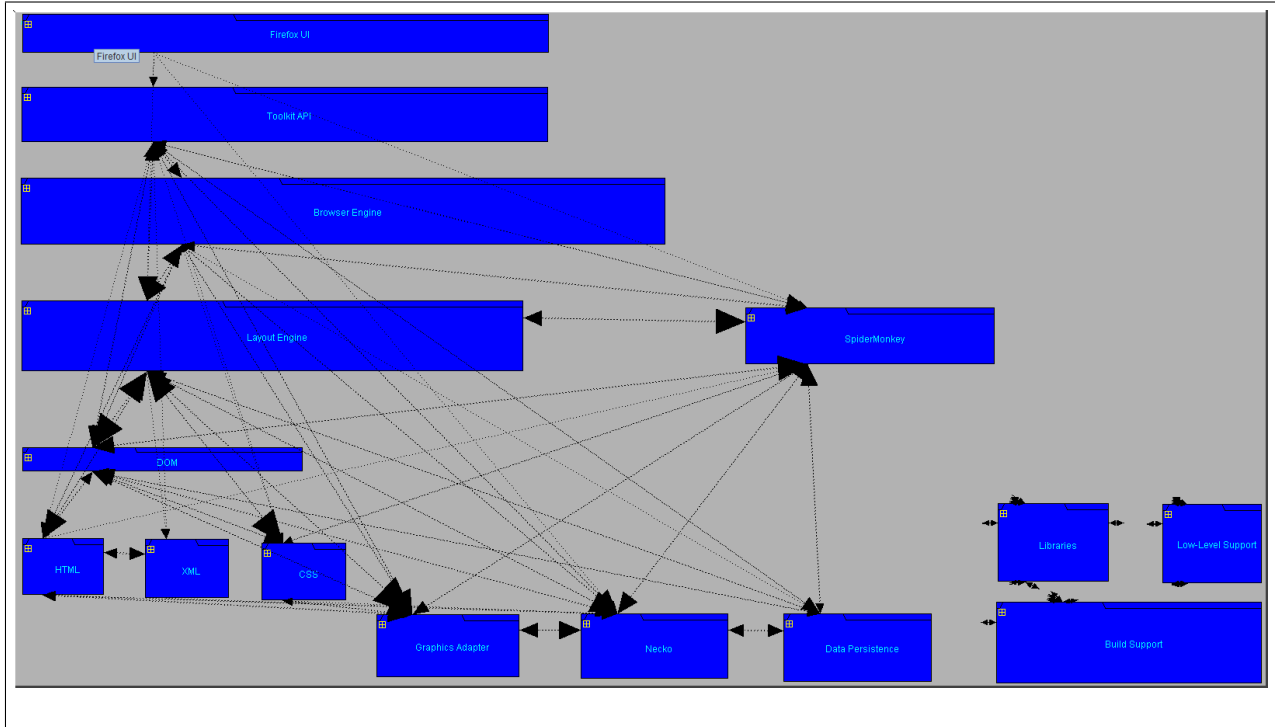 Firefox UI
Firefox UI
Toolkit API
Browser Engine
Layout Engine
SpiderMonkey
DOM
HTML
XML
CSS
Libraries
Low-Level Support
Graphics Adapter
Necko
Data Persistence
Build Support